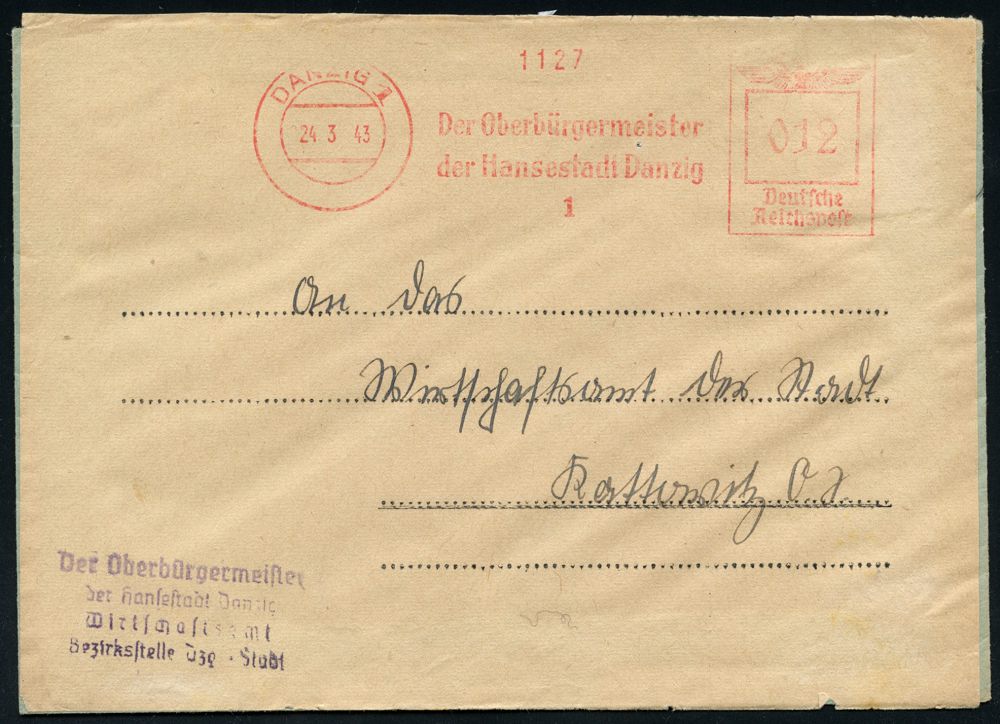 1127
DANZIG 1
24 3 43
Der Oberbürgermeister
der Hansestadt Danzig
1
012
Deutsche
Reichspost
An das
Wirtschaftsamt der Stadt
Kattowitz O.S.
Der Oberbürgermeister
der Hansestadt Danzig
Wirtschaftsamt
Bezirksstelle Dzg.-Stadt